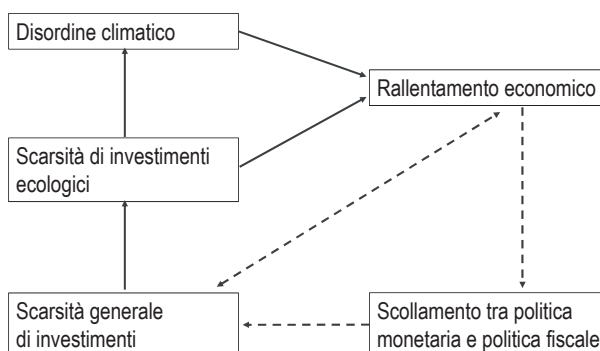 Disordine climatico
Rallentamento economico
Scarsità di investimenti
ecologici
Scarsità generale
di investimenti
Scollamento tra politica
monetaria e politica fiscale